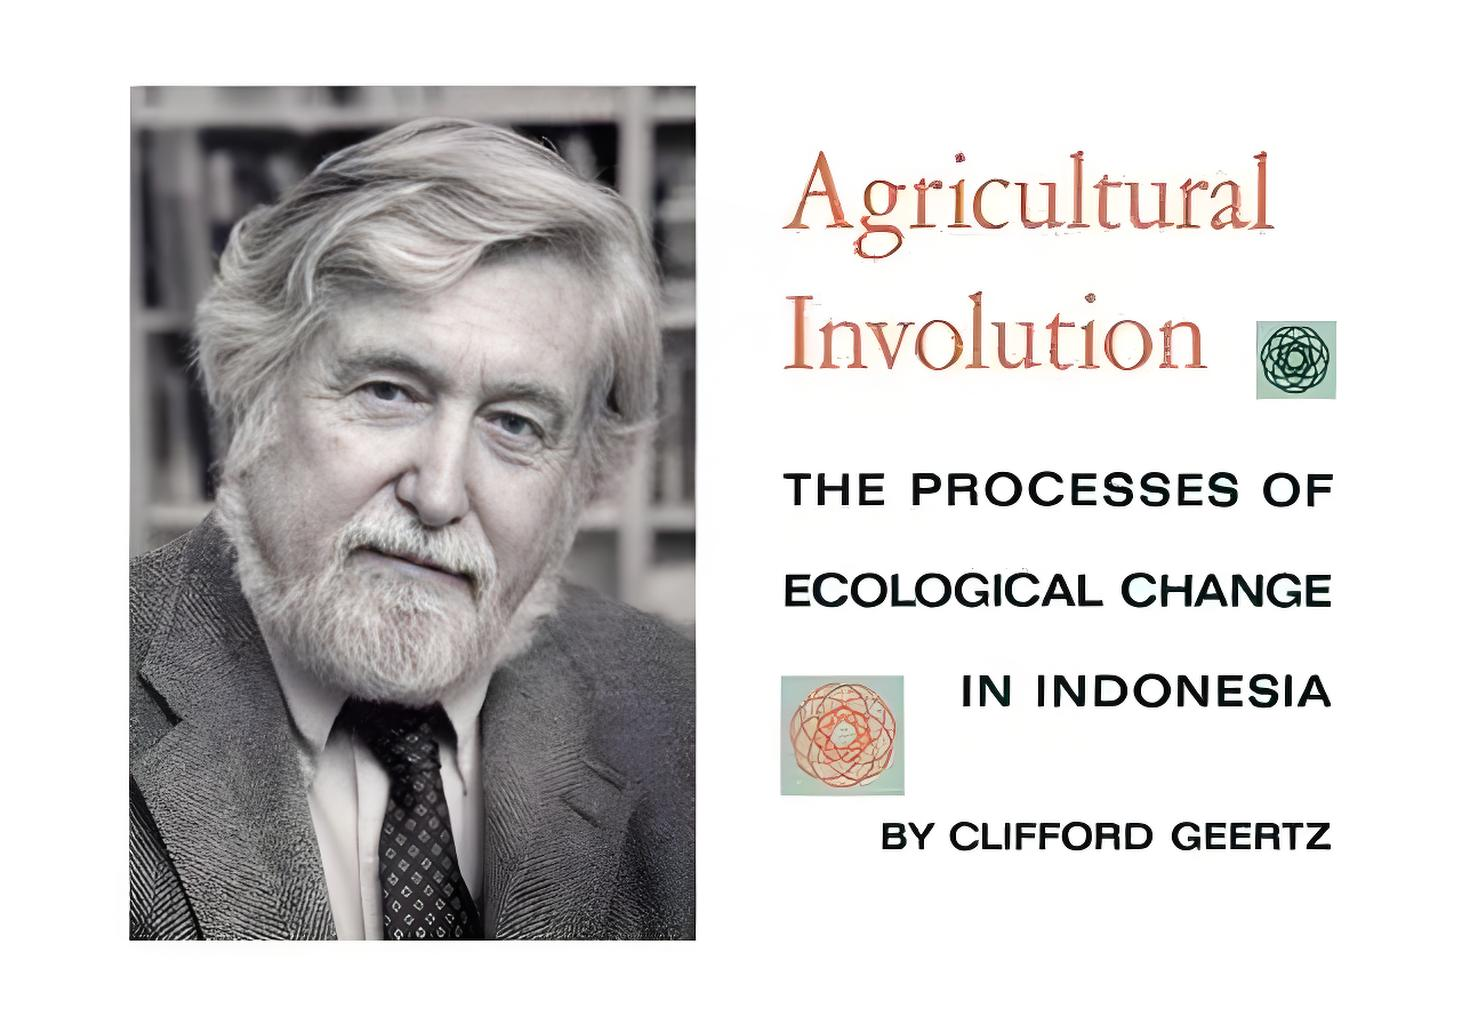 Agricultural
Involution
THE PROCESSES OF
ECOLOGICAL CHANGE
IN INDONESIA
BY CLIFFORD GEERTZ